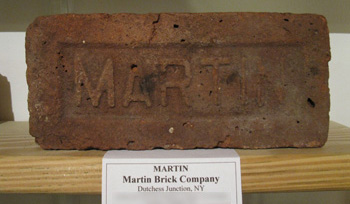 MARTIN
MARTIN
Martin Brick Company
Dutchess Junction, NY